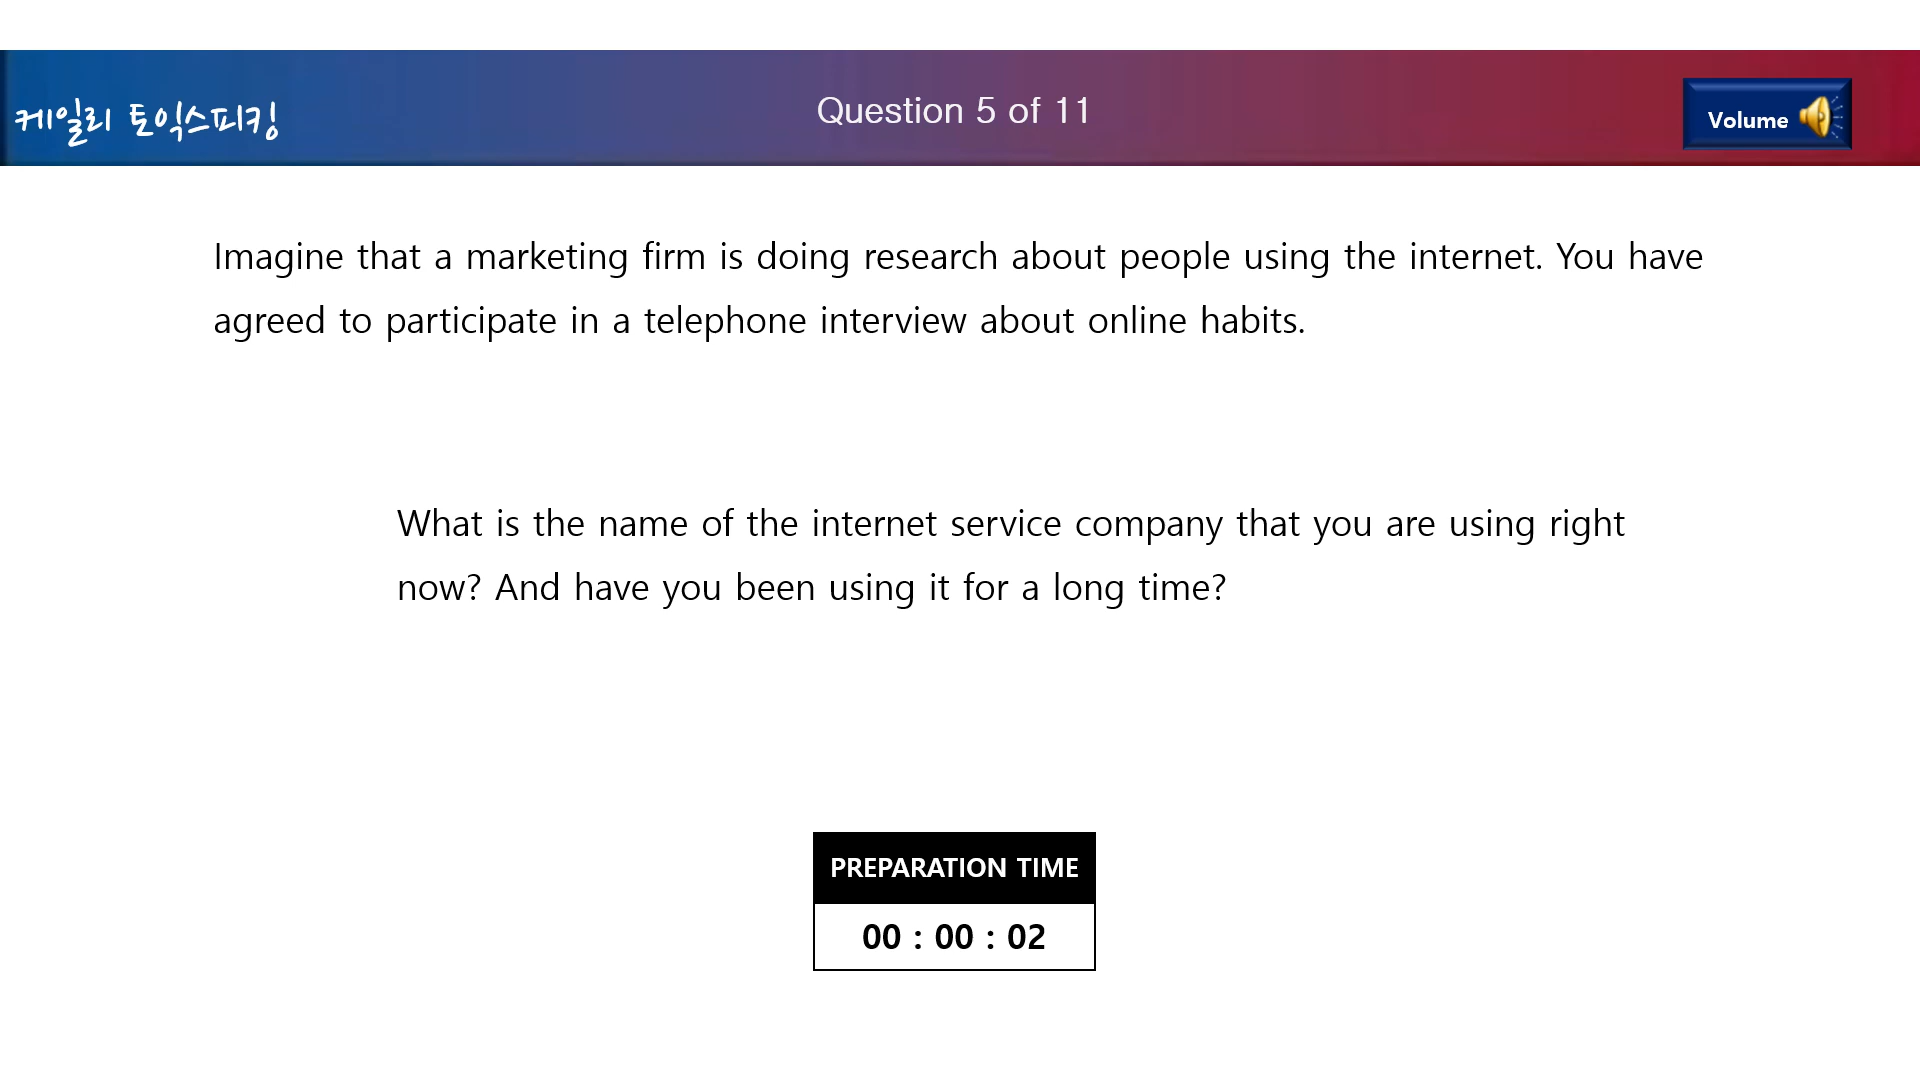 케일리 토익스피킹
Question 5 of 11
Volume
Imagine that a marketing firm is doing research about people using the internet. You have
agreed to participate in a telephone interview about online habits.
What is the name of the internet service company that you are using right
now? And have you been using it for a long time?
PREPARATION TIME
00 : 00 : 02